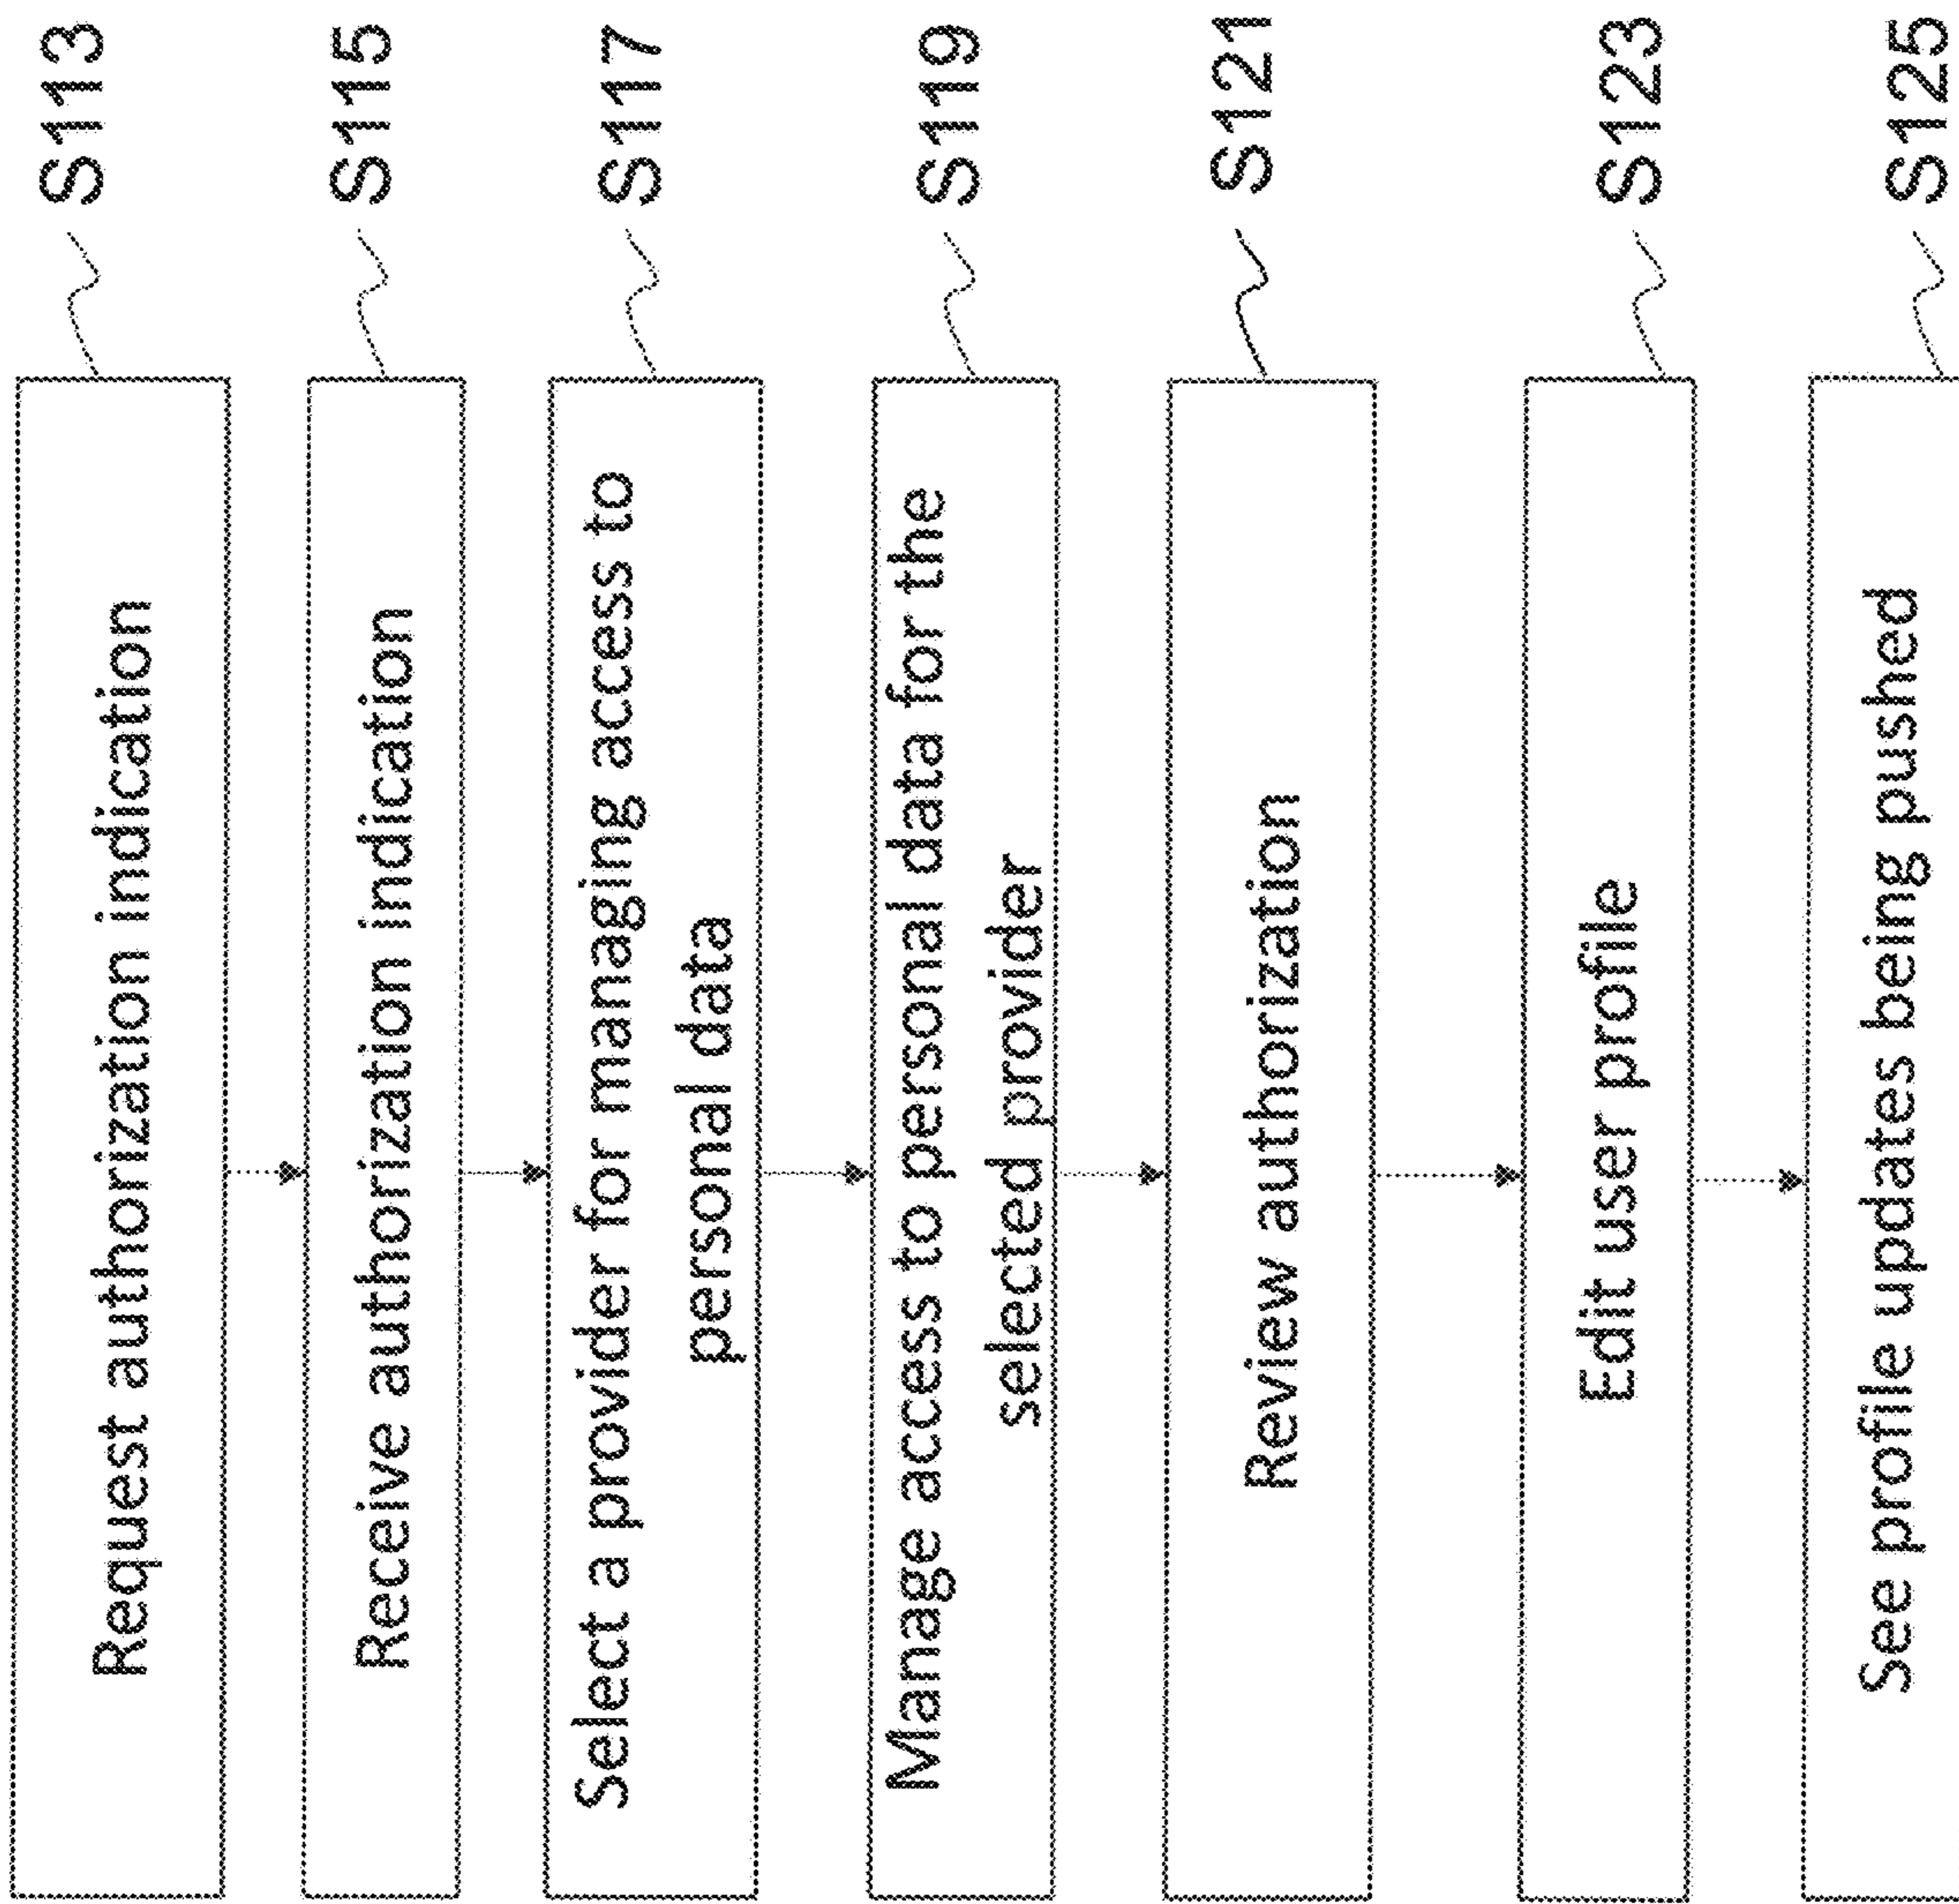 Request authorization indication
S113
Receive authorization indication
S115
Select a provider for managing access to
personal data
S117
Manage access to personal data for the
selected provider
S119
Review authorization
S121
Edit user profile
S123
See profile updates being pushed
S125